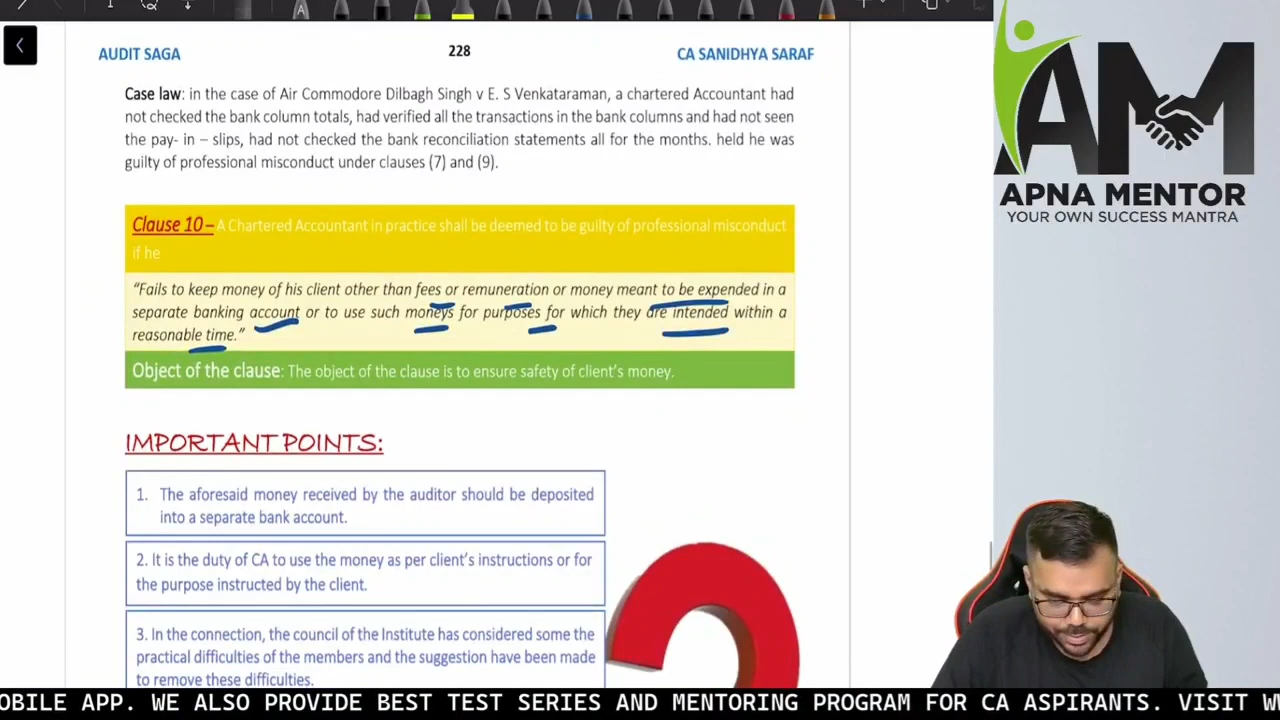 AUDIT SAGA
228
CA SANIDHYA SARAF
Case law: in the case of Air Commodore Dilbagh Singh v E. S Venkataraman, a chartered Accountant had
not checked the bank column totals, had verified all the transactions in the bank columns and had not seen
the pay- in – slips, had not checked the bank reconciliation statements all for the months. held he was
guilty of professional misconduct under clauses (7) and (9).
Clause 10– A Chartered Accountant in practice shall be deemed to be guilty of professional misconduct
if he
“Fails to keep money of his client other than fees or remuneration or money meant to be expended in a
separate banking account or to use such moneys for purposes for which they are intended within a
reasonable time.”
Object of the clause: The object of the clause is to ensure safety of client’s money.
IMPORTANT POINTS:
1. The aforesaid money received by the auditor should be deposited
into a separate bank account.
2. It is the duty of CA to use the money as per client’s instructions or for
the purpose instructed by the client.
3. In the connection, the council of the Institute has considered some the
practical difficulties of the members and the suggestion have been made
to remove these difficulties.
AM
APNA MENTOR
YOUR OWN SUCCESS MANTRA
OBILE APP. WE ALSO PROVIDE BEST TEST SERIES AND MENTORING PROGRAM FOR CA ASPIRANTS. VISIT W